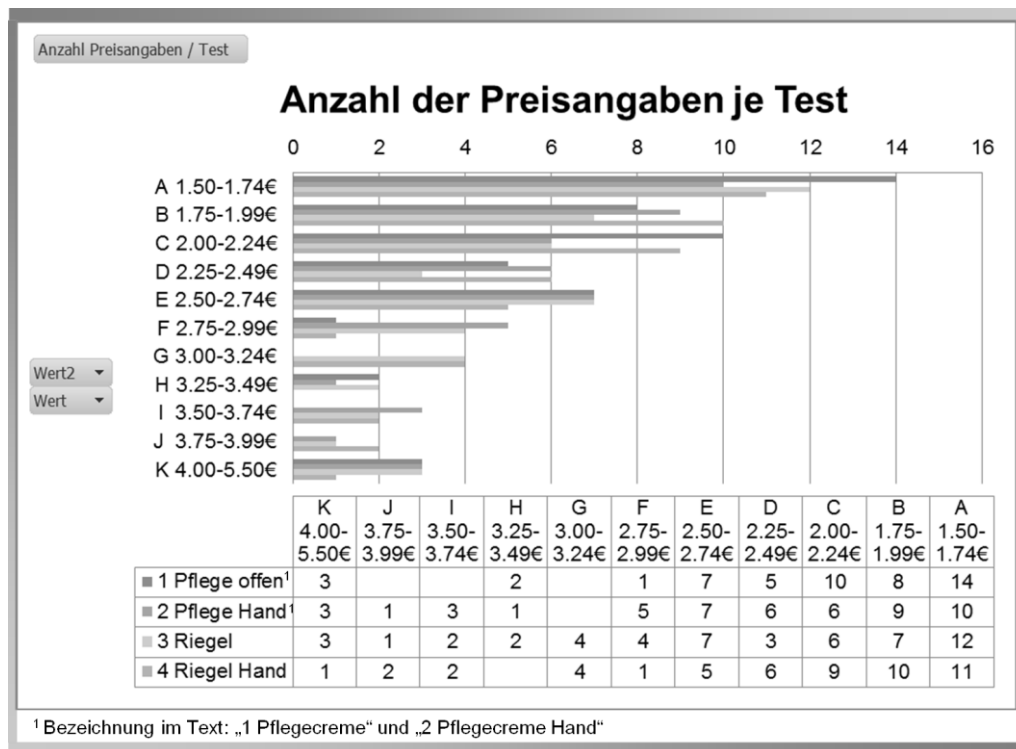 Anzahl Preisangaben / Test
Anzahl der Preisangaben je Test
0 2 4 6 8 10 12 14 16
A 1.50-1.74€
B 1.75-1.99€
C 2.00-2.24€
D 2.25-2.49€
E 2.50-2.74€
F 2.75-2.99€
G 3.00-3.24€
H 3.25-3.49€
I 3.50-3.74€
J 3.75-3.99€
K 4.00-5.50€
Wert2
Wert
K J I H G F E D C B A
4.00- 3.75- 3.50- 3.25- 3.00- 2.75- 2.50- 2.25- 2.00- 1.75- 1.50-
5.50€ 3.99€ 3.74€ 3.49€ 3.24€ 2.99€ 2.74€ 2.49€ 2.24€ 1.99€ 1.74€
1 Pflege offen¹ 3 2 1 7 5 10 8 14
2 Pflege Hand¹ 3 1 3 1 5 7 6 6 9 10
3 Riegel 3 1 2 2 4 4 7 3 6 7 12
4 Riegel Hand 1 2 2 4 1 5 6 9 10 11
¹ Bezeichnung im Text: „1 Pflegecreme“ und „2 Pflegecreme Hand“